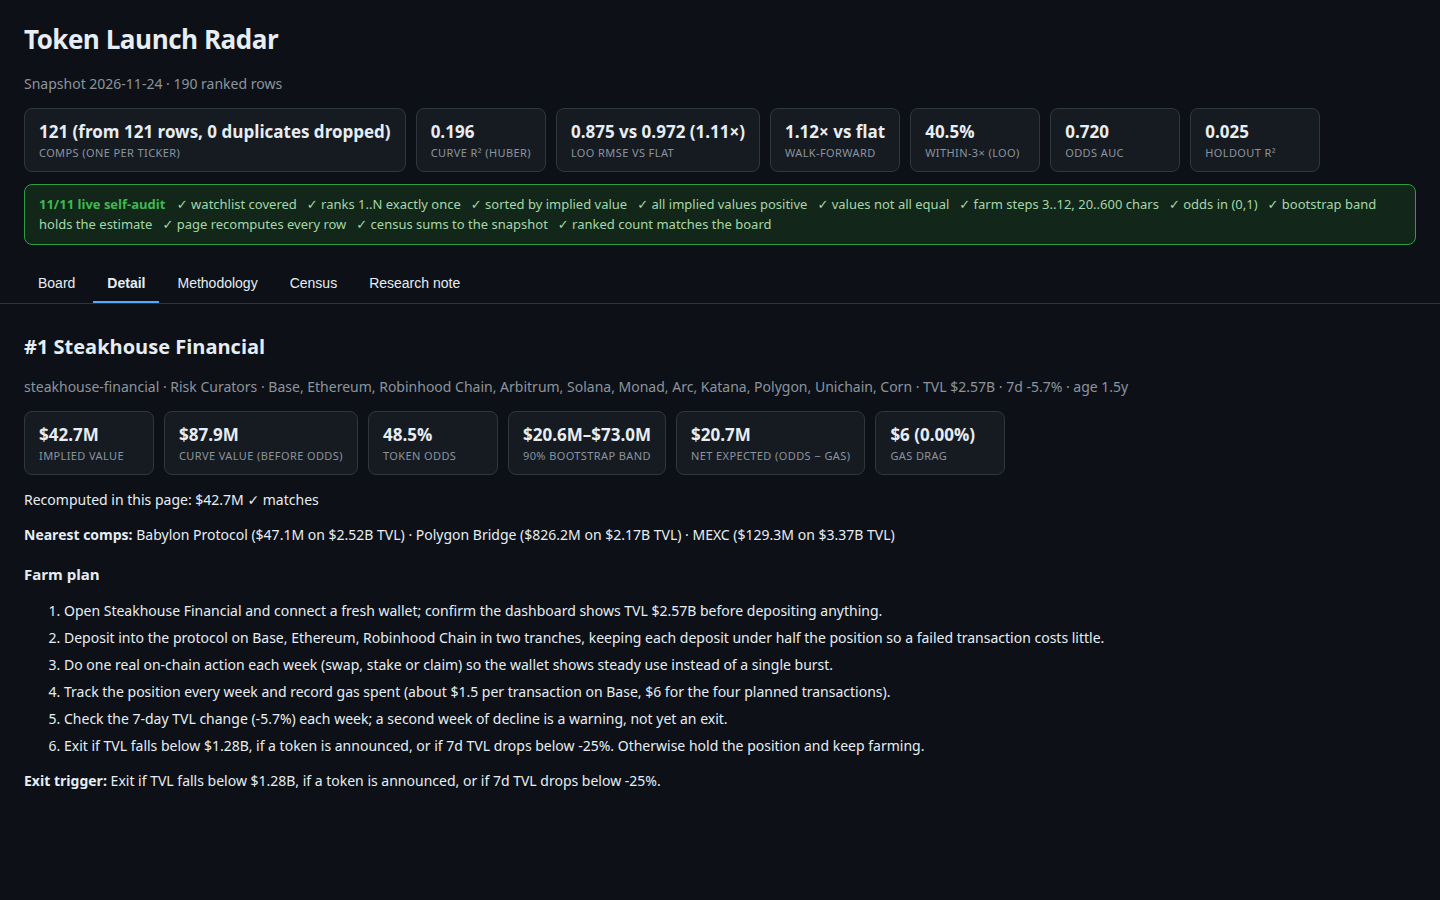 Token Launch Radar
Snapshot 2026-11-24 · 190 ranked rows
121 (from 121 rows, 0 duplicates dropped)
COMPS (ONE PER TICKER)
0.196
CURVE R² (HUBER)
0.875 vs 0.972 (1.11×)
LOO RMSE VS FLAT
1.12× vs flat
WALK-FORWARD
40.5%
WITHIN-3× (LOO)
0.720
ODDS AUC
0.025
HOLDOUT R²
11/11 live self-audit ✓ watchlist covered ✓ ranks 1..N exactly once ✓ sorted by implied value ✓ all implied values positive ✓ values not all equal ✓ farm steps 3..12, 20..600 chars ✓ odds in (0,1) ✓ bootstrap band
holds the estimate ✓ page recomputes every row ✓ census sums to the snapshot ✓ ranked count matches the board
Board Detail Methodology Census Research note
#1 Steakhouse Financial
steakhouse-financial · Risk Curators · Base, Ethereum, Robinhood Chain, Arbitrum, Solana, Monad, Arc, Katana, Polygon, Unichain, Corn · TVL $2.57B · 7d -5.7% · age 1.5y
$42.7M
IMPLIED VALUE
$87.9M
CURVE VALUE (BEFORE ODDS)
48.5%
TOKEN ODDS
$20.6M–$73.0M
90% BOOTSTRAP BAND
$20.7M
NET EXPECTED (ODDS − GAS)
$6 (0.00%)
GAS DRAG
Recomputed in this page: $42.7M ✓ matches
Nearest comps: Babylon Protocol ($47.1M on $2.52B TVL) · Polygon Bridge ($826.2M on $2.17B TVL) · MEXC ($129.3M on $3.37B TVL)
Farm plan
1. Open Steakhouse Financial and connect a fresh wallet; confirm the dashboard shows TVL $2.57B before depositing anything.
2. Deposit into the protocol on Base, Ethereum, Robinhood Chain in two tranches, keeping each deposit under half the position so a failed transaction costs little.
3. Do one real on-chain action each week (swap, stake or claim) so the wallet shows steady use instead of a single burst.
4. Track the position every week and record gas spent (about $1.5 per transaction on Base, $6 for the four planned transactions).
5. Check the 7-day TVL change (-5.7%) each week; a second week of decline is a warning, not yet an exit.
6. Exit if TVL falls below $1.28B, if a token is announced, or if 7d TVL drops below -25%. Otherwise hold the position and keep farming.
Exit trigger: Exit if TVL falls below $1.28B, if a token is announced, or if 7d TVL drops below -25%.